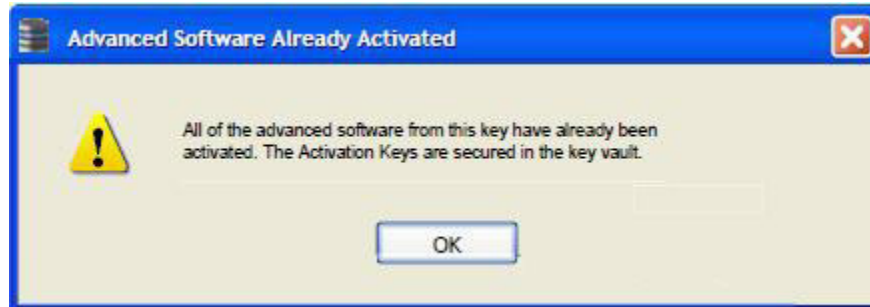 Advanced Software Already Activated
All of the advanced software from this key have already been
activated. The Activation Keys are secured in the key vault.
OK